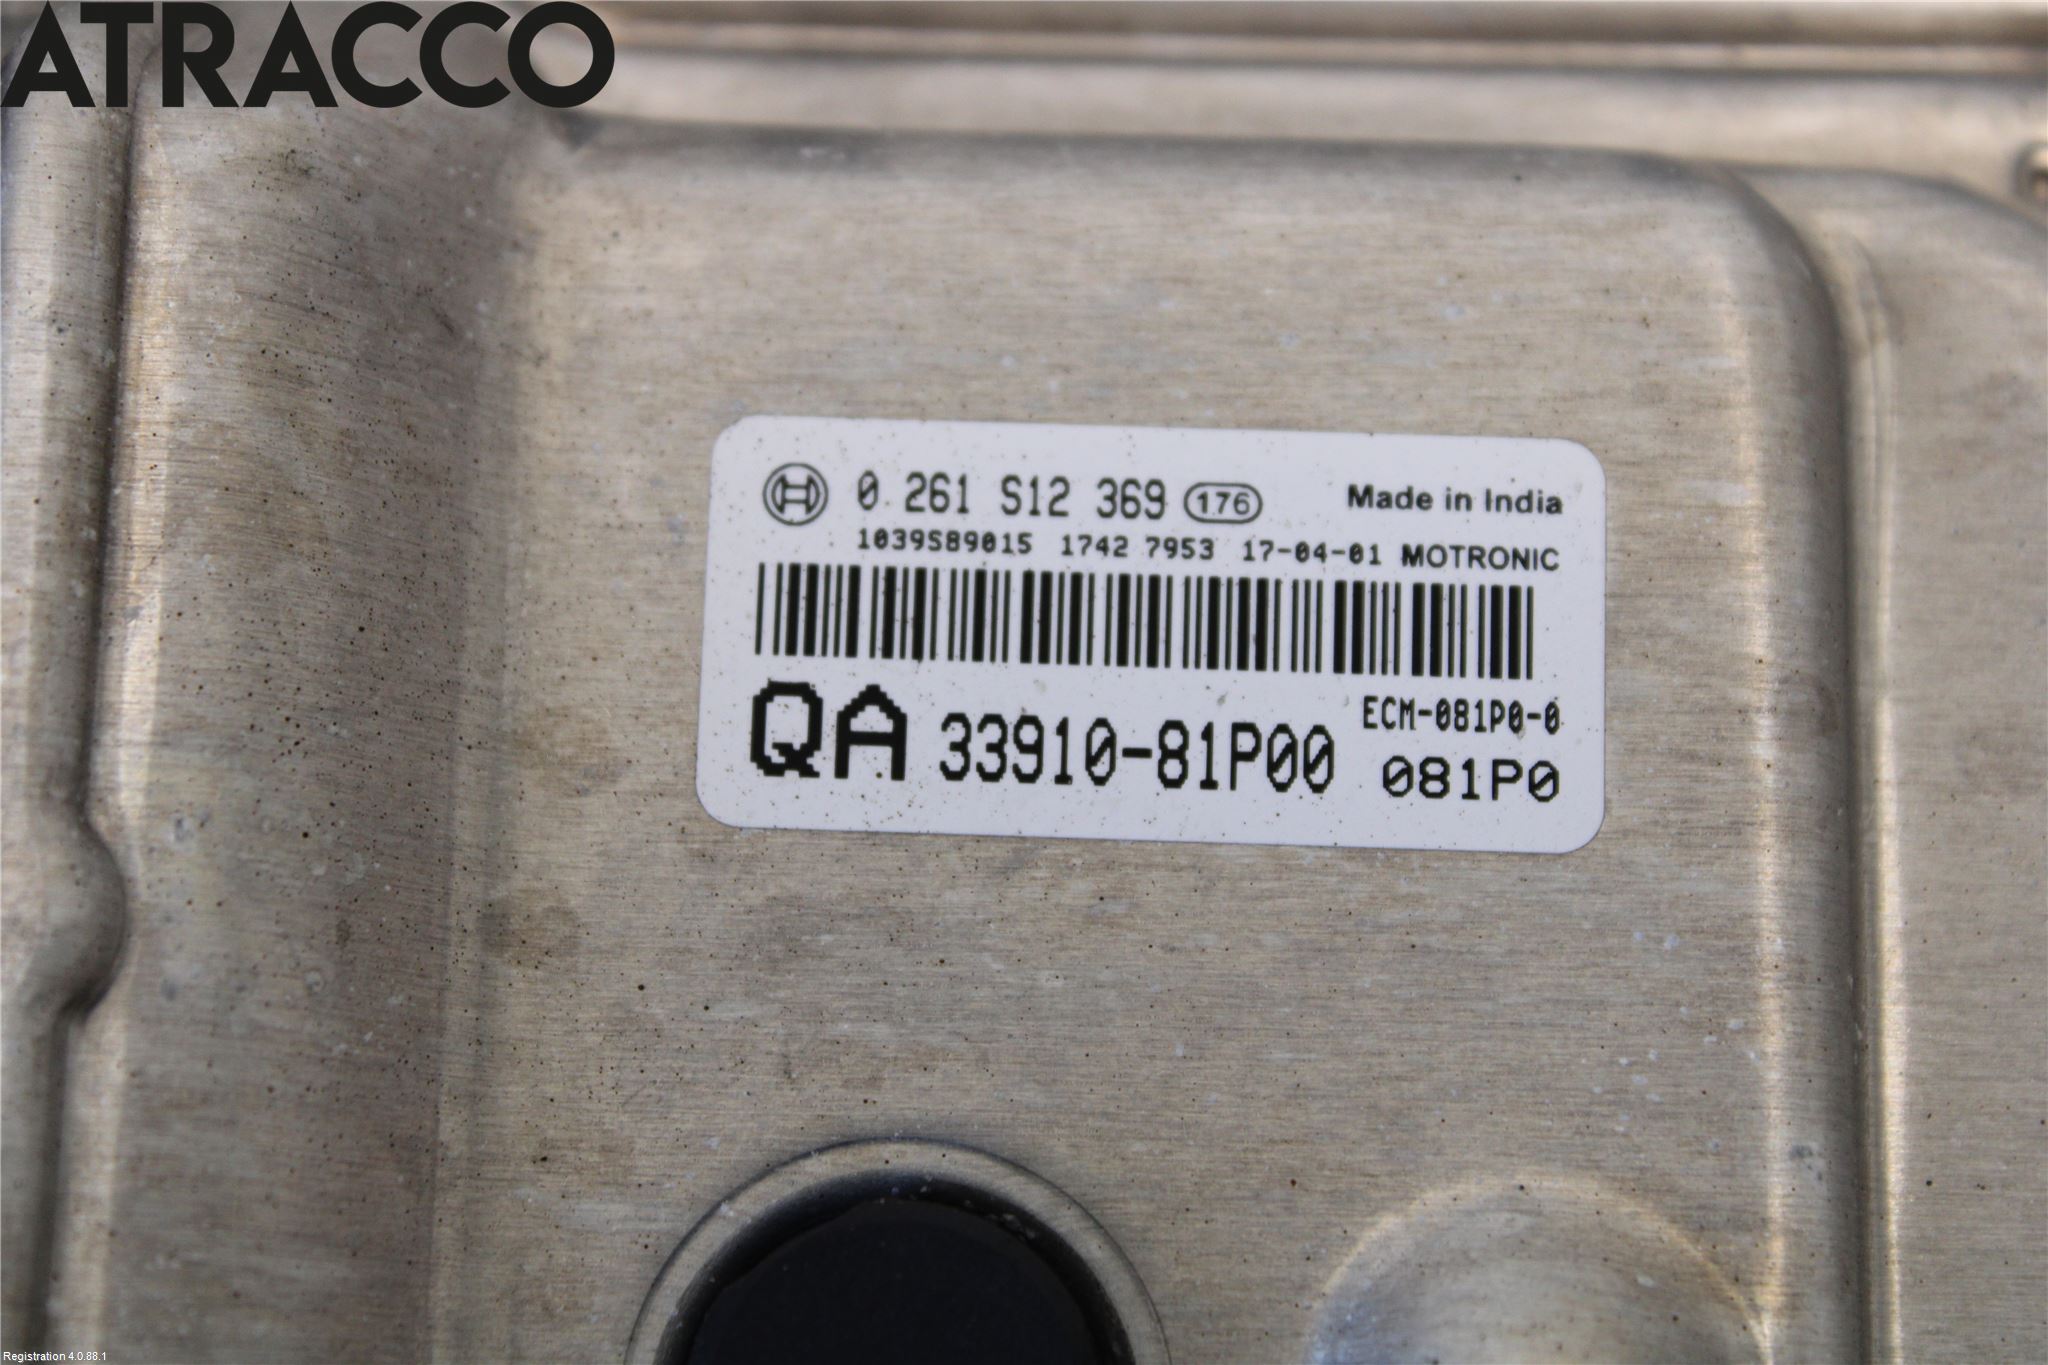 ATRACCO
0 261 S12 369 176 Made in India
1039S89015 1742 7953 17-04-01 MOTRONIC
QA 33910-81P00 ECM-081P0-0
081P0
Registration 4.0.88.1